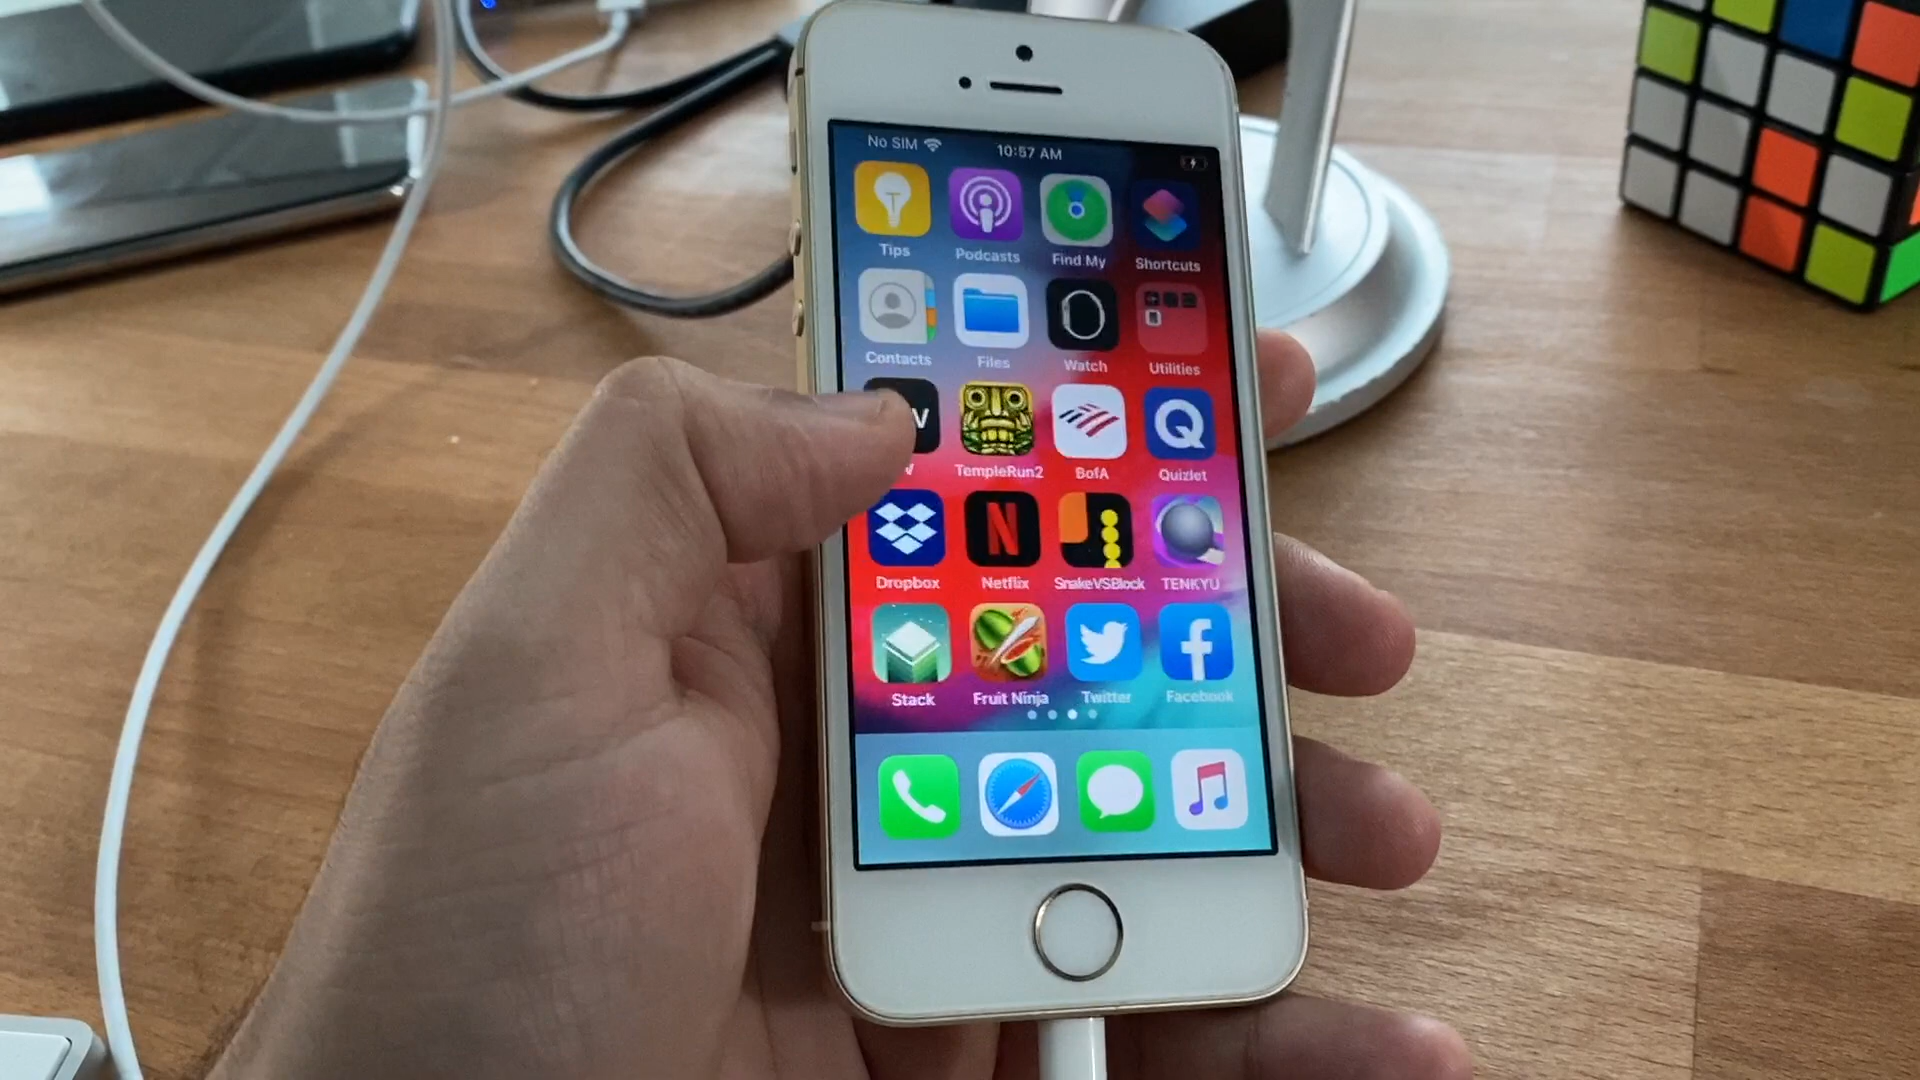 No SIM 10:57 AM
Tips Podcasts Find My Shortcuts
Contacts Files Watch Utilities
V
TempleRun2 BofA Quizlet
N
Dropbox Netflix SnakeVSBlock TENKYU
f
Stack Fruit Ninja Twitter Facebook